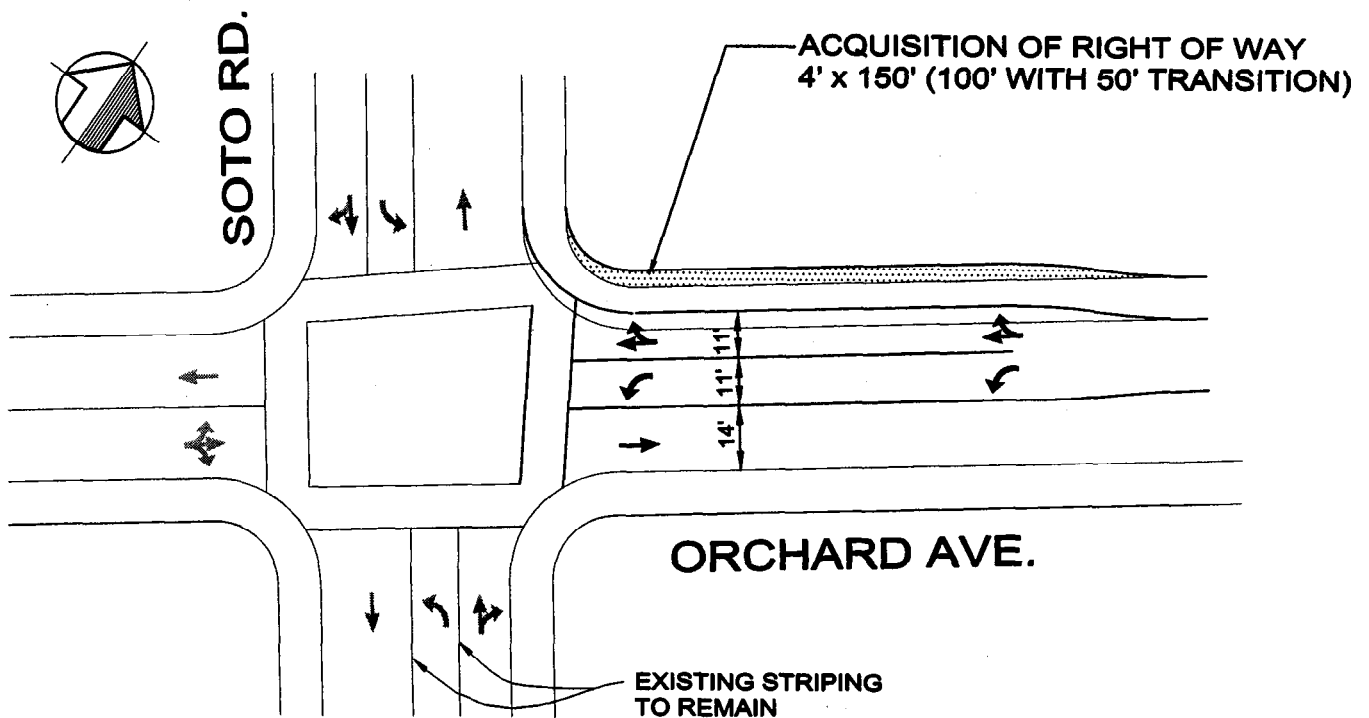 SOTO RD.
ACQUISITION OF RIGHT OF WAY
4' x 150' (100' WITH 50' TRANSITION)
11'
11'
14'
ORCHARD AVE.
EXISTING STRIPING
TO REMAIN